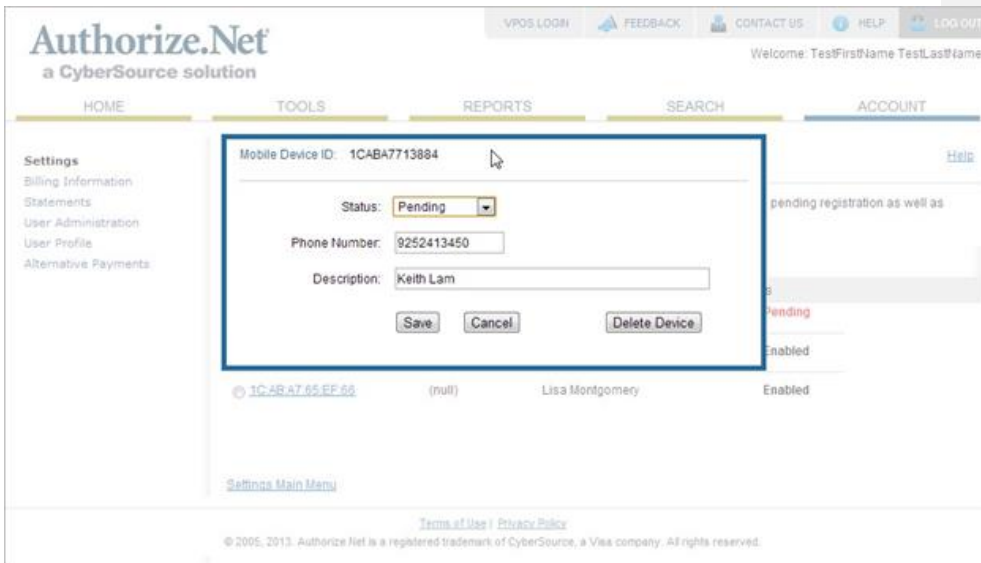 VPOS LOGIN FEEDBACK CONTACT US HELP LOG OUT
Authorize.Net
a CyberSource solution
Welcome: TestFirstName TestLastName
HOME TOOLS REPORTS SEARCH ACCOUNT
Settings
Billing Information
Statements
User Administration
User Profile
Alternative Payments
Mobile Device ID: 1CABA7713884
Help
Status: Pending
pending registration as well as
Phone Number: 9252413450
Description: Keith Lam
s
Pending
Save Cancel Delete Device
Enabled
1C:AB:A7:65:EF:66 (null) Lisa Montgomery Enabled
Settings Main Menu
Terms of Use | Privacy Policy
© 2005, 2013. Authorize.Net is a registered trademark of CyberSource, a Visa company. All rights reserved.